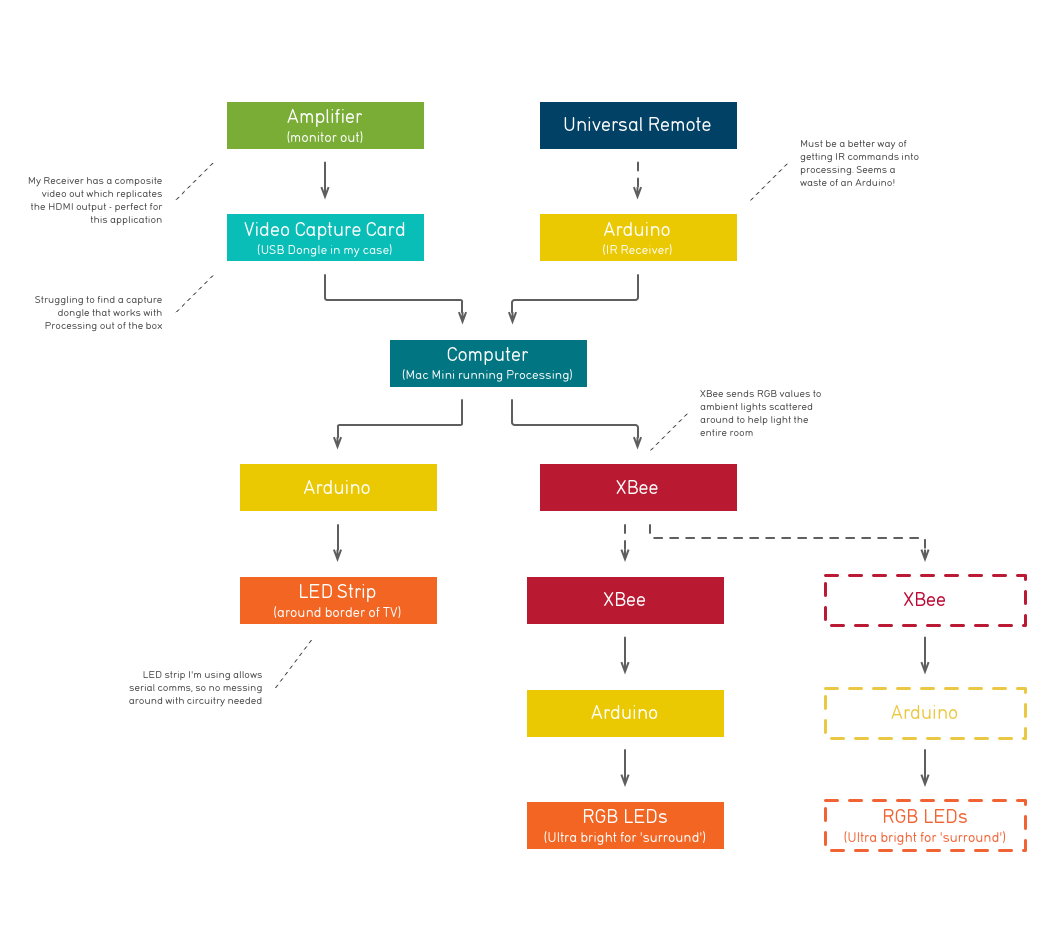 Amplifier
(monitor out)
Universal Remote
Must be a better way of
getting IR commands into
processing. Seems a
waste of an Arduino!
My Receiver has a composite
video out which replicates
the HDMI output - perfect for
this application
Video Capture Card
(USB Dongle in my case)
Arduino
(IR Receiver)
Struggling to find a capture
dongle that works with
Processing out of the box
Computer
(Mac Mini running Processing)
XBee sends RGB values to
ambient lights scattered
around to help light the
entire room
Arduino
XBee
LED Strip
(around border of TV)
XBee
XBee
LED strip I'm using allows
serial comms, so no messing
around with circuitry needed
Arduino
Arduino
RGB LEDs
(Ultra bright for 'surround')
RGB LEDs
(Ultra bright for 'surround')